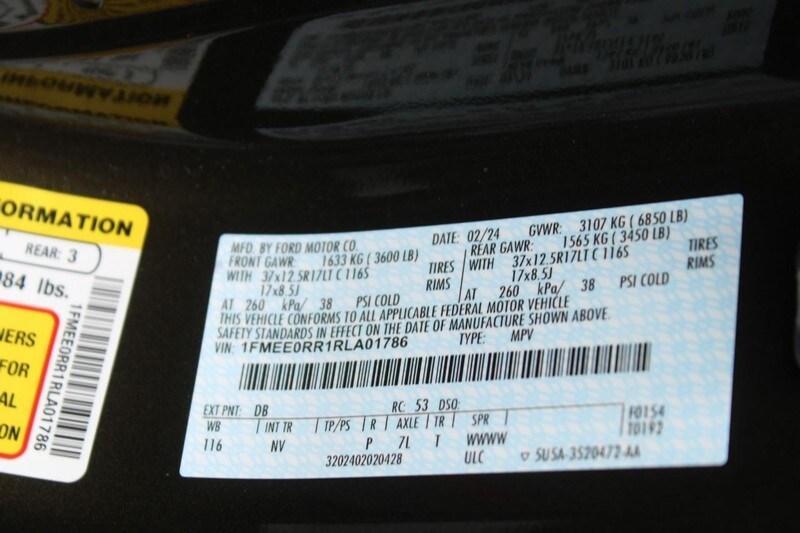 ORMATION
REAR: 3
084 lbs.
NERS
FOR
AL
ON
1FMEE0RR1RLA01786
MFD. BY FORD MOTOR CO. DATE: 02/24 GVWR: 3107 KG ( 6850 LB)
FRONT GAWR: 1633 KG ( 3600 LB) REAR GAWR: 1565 KG ( 3450 LB)
WITH 37x12.5R17LT C 116S TIRES WITH 37x12.5R17LT C 116S TIRES
17x8.5J RIMS 17x8.5J RIMS
AT 260 kPa/ 38 PSI COLD AT 260 kPa/ 38 PSI COLD
THIS VEHICLE CONFORMS TO ALL APPLICABLE FEDERAL MOTOR VEHICLE
SAFETY STANDARDS IN EFFECT ON THE DATE OF MANUFACTURE SHOWN ABOVE.
VIN: 1FMEE0RR1RLA01786 TYPE: MPV
EXT PNT: DB RC: 53 DSO:
WB INT TR TP/PS R AXLE TR SPR
116 NV P 7L T WWWW
3202402020428 ULC
F0154
T0192
▽ 5USA-3520472-AA